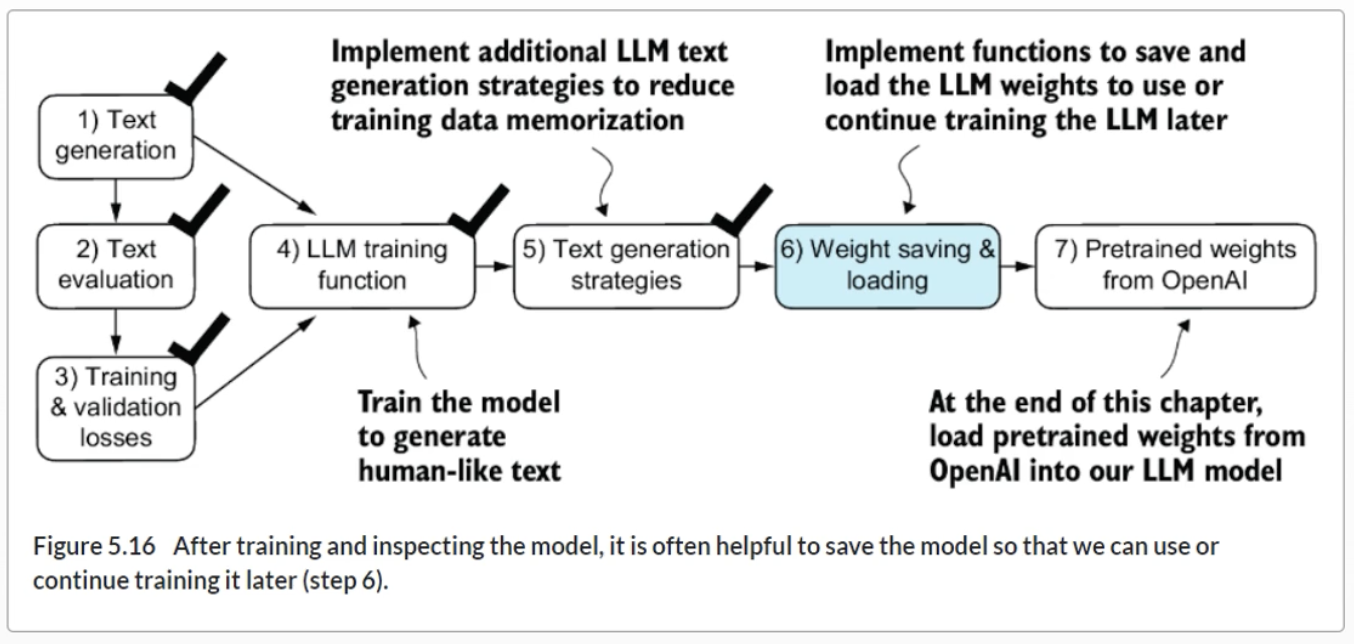 Implement additional LLM text
generation strategies to reduce
training data memorization
Implement functions to save and
load the LLM weights to use or
continue training the LLM later
1) Text
generation
2) Text
evaluation
3) Training
& validation
losses
4) LLM training
function
5) Text generation
strategies
6) Weight saving &
loading
7) Pretrained weights
from OpenAI
Train the model
to generate
human-like text
At the end of this chapter,
load pretrained weights from
OpenAI into our LLM model
Figure 5.16 After training and inspecting the model, it is often helpful to save the model so that we can use or
continue training it later (step 6).